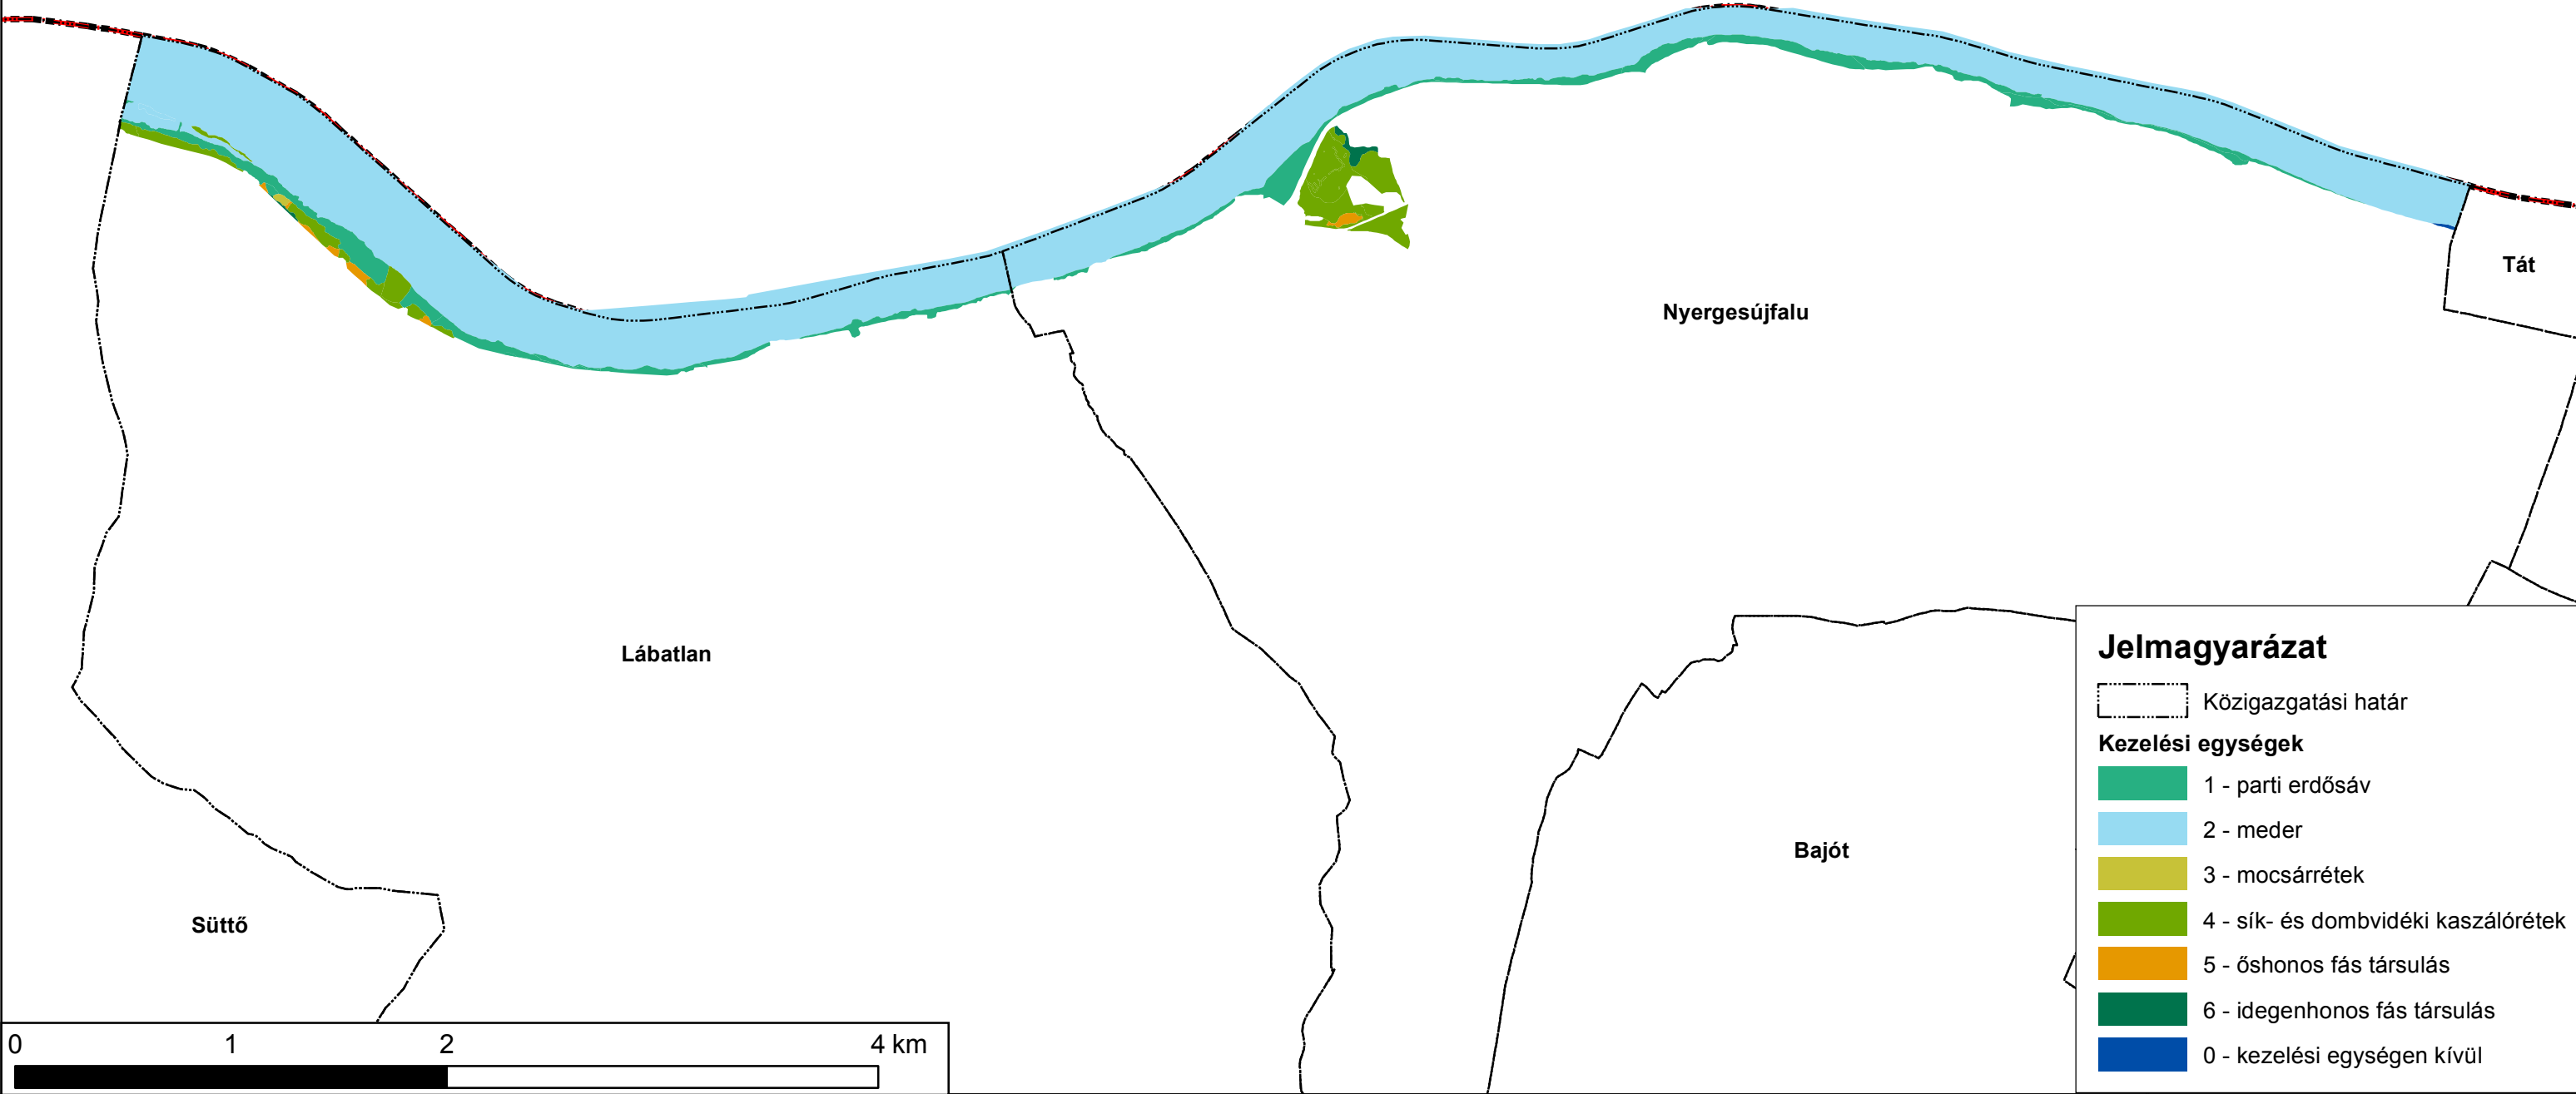 Tát
Nyergesújfalu
Lábatlan
Bajót
Süttő
Jelmagyarázat
Közigazgatási határ
Kezelési egységek
1 - parti erdősáv
2 - meder
3 - mocsárrétek
4 - sík- és dombvidéki kaszálórétek
5 - őshonos fás társulás
6 - idegenhonos fás társulás
0 - kezelési egységen kívül
0 1 2 4 km